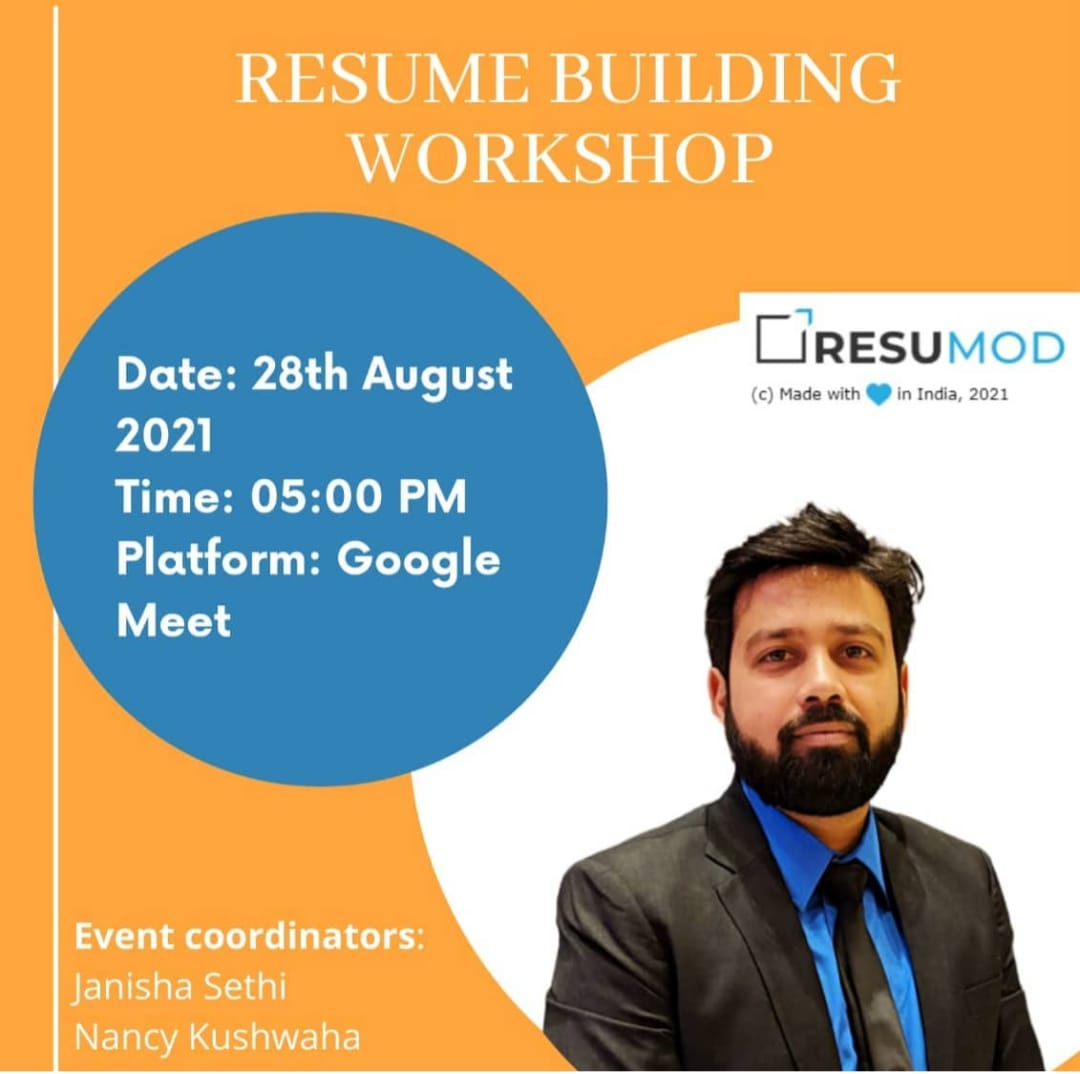 RESUME BUILDING
WORKSHOP
Date: 28th August
2021
Time: 05:00 PM
Platform: Google
Meet
RESUMOD
(c) Made with in India, 2021
Event coordinators:
Janisha Sethi
Nancy Kushwaha